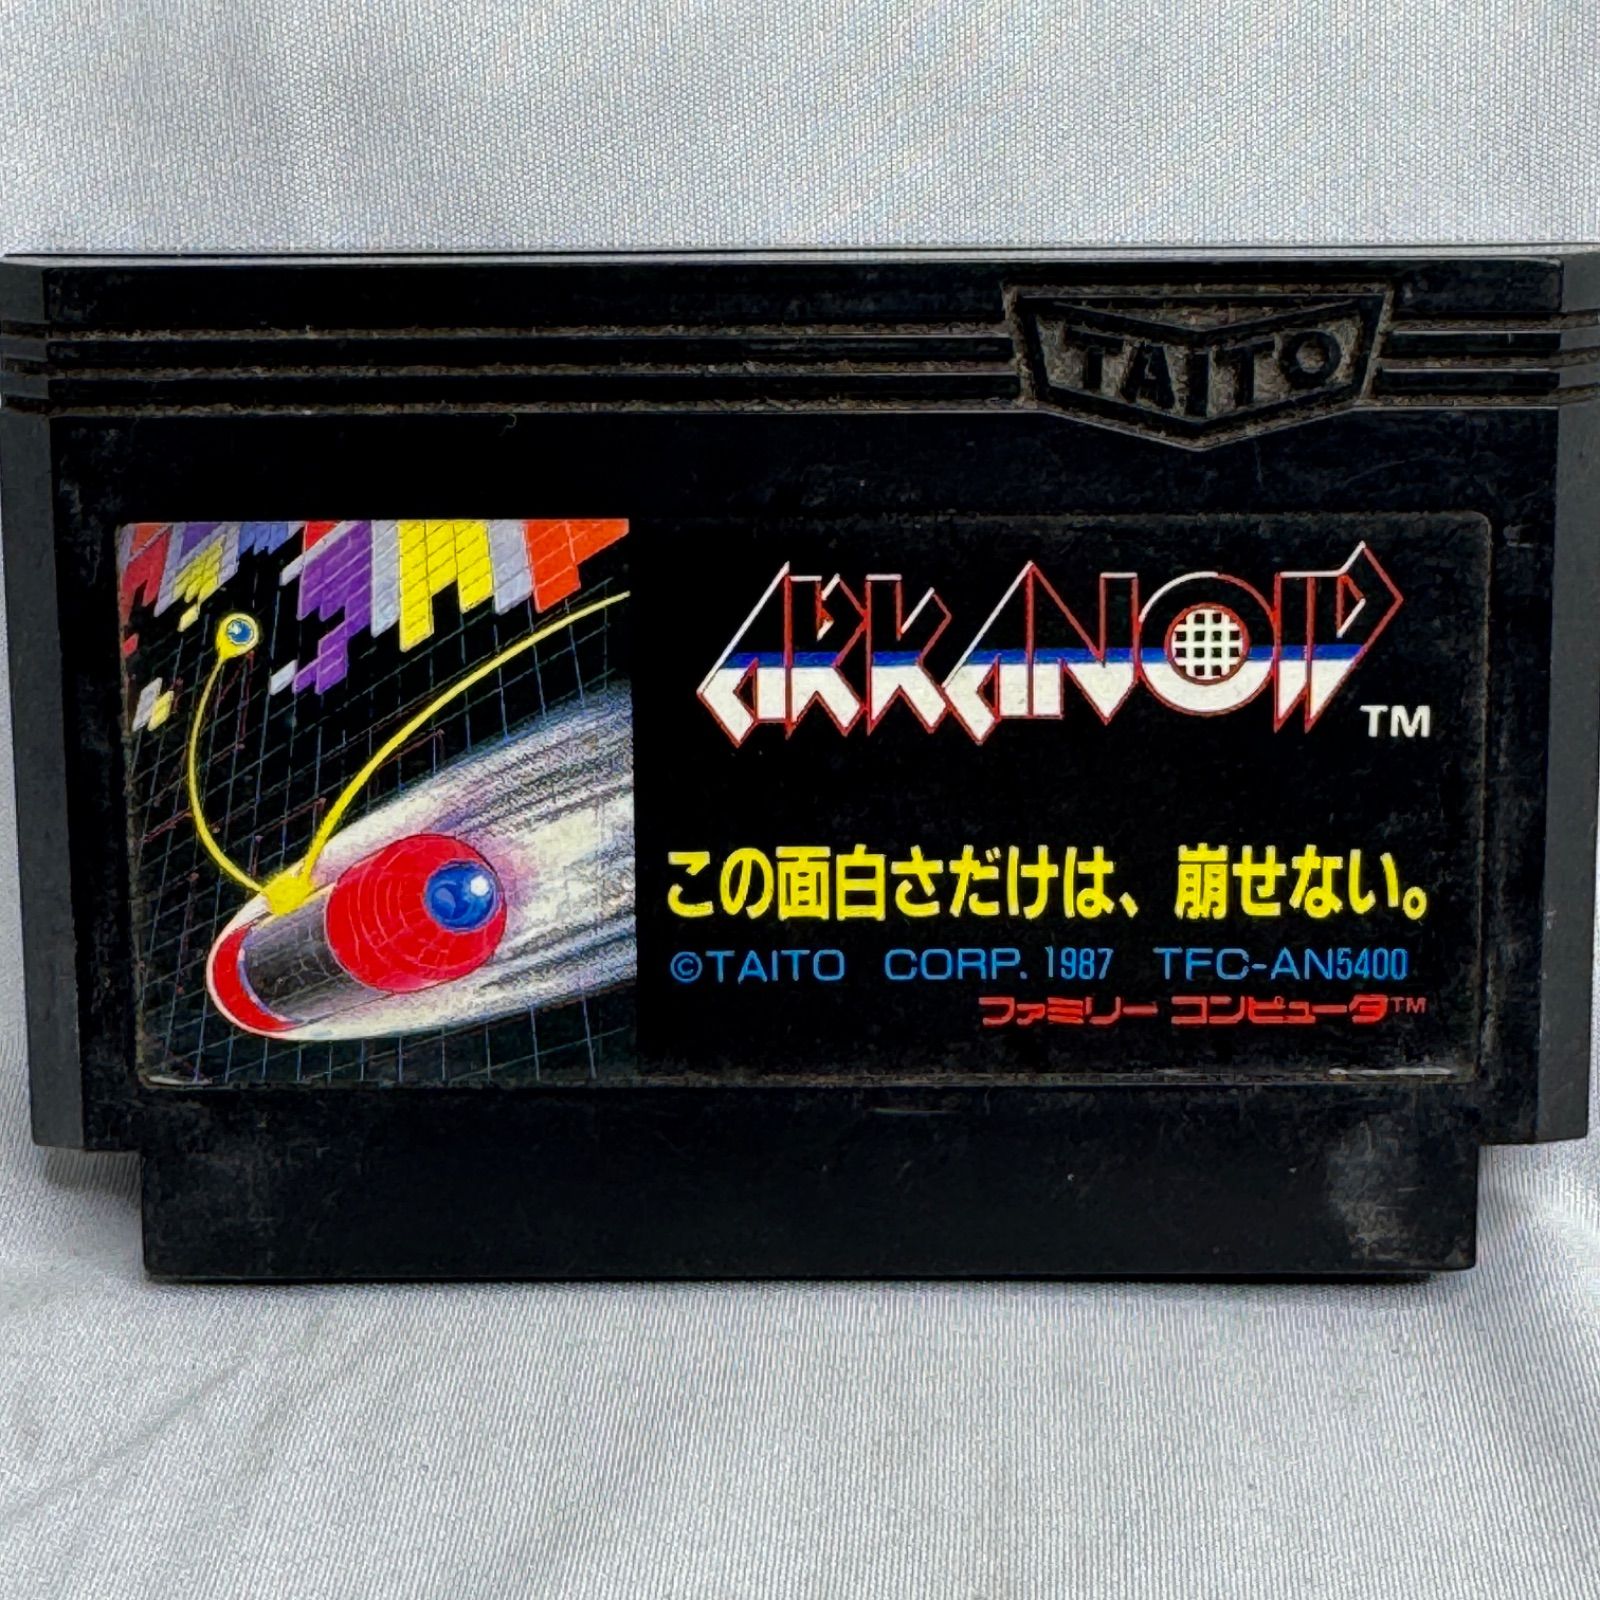 TAITO
ARKANOID TM
この面白さだけは、崩せない。
©TAITO CORP. 1987 TFC-AN5400
ファミリー コンピュータ™